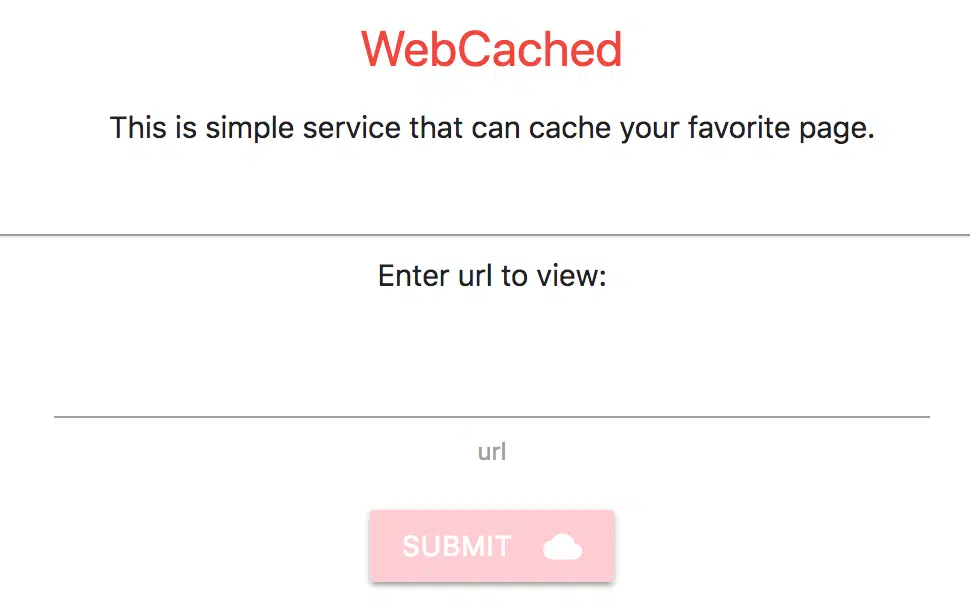 WebCached
This is simple service that can cache your favorite page.
Enter url to view:
url
SUBMIT